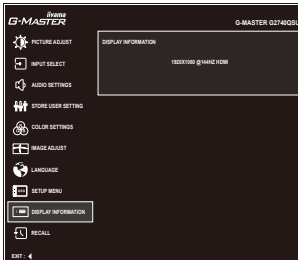 iiyama
G-MASTER
G-MASTER G2740QSU
PICTURE ADJUST
DISPLAY INFORMATION
INPUT SELECT
1920X1080 @144HZ HDMI
AUDIO SETTINGS
STORE USER SETTING
COLOR SETTINGS
IMAGE ADJUST
LANGUAGE
SETUP MENU
DISPLAY INFORMATION
RECALL
EXIT :